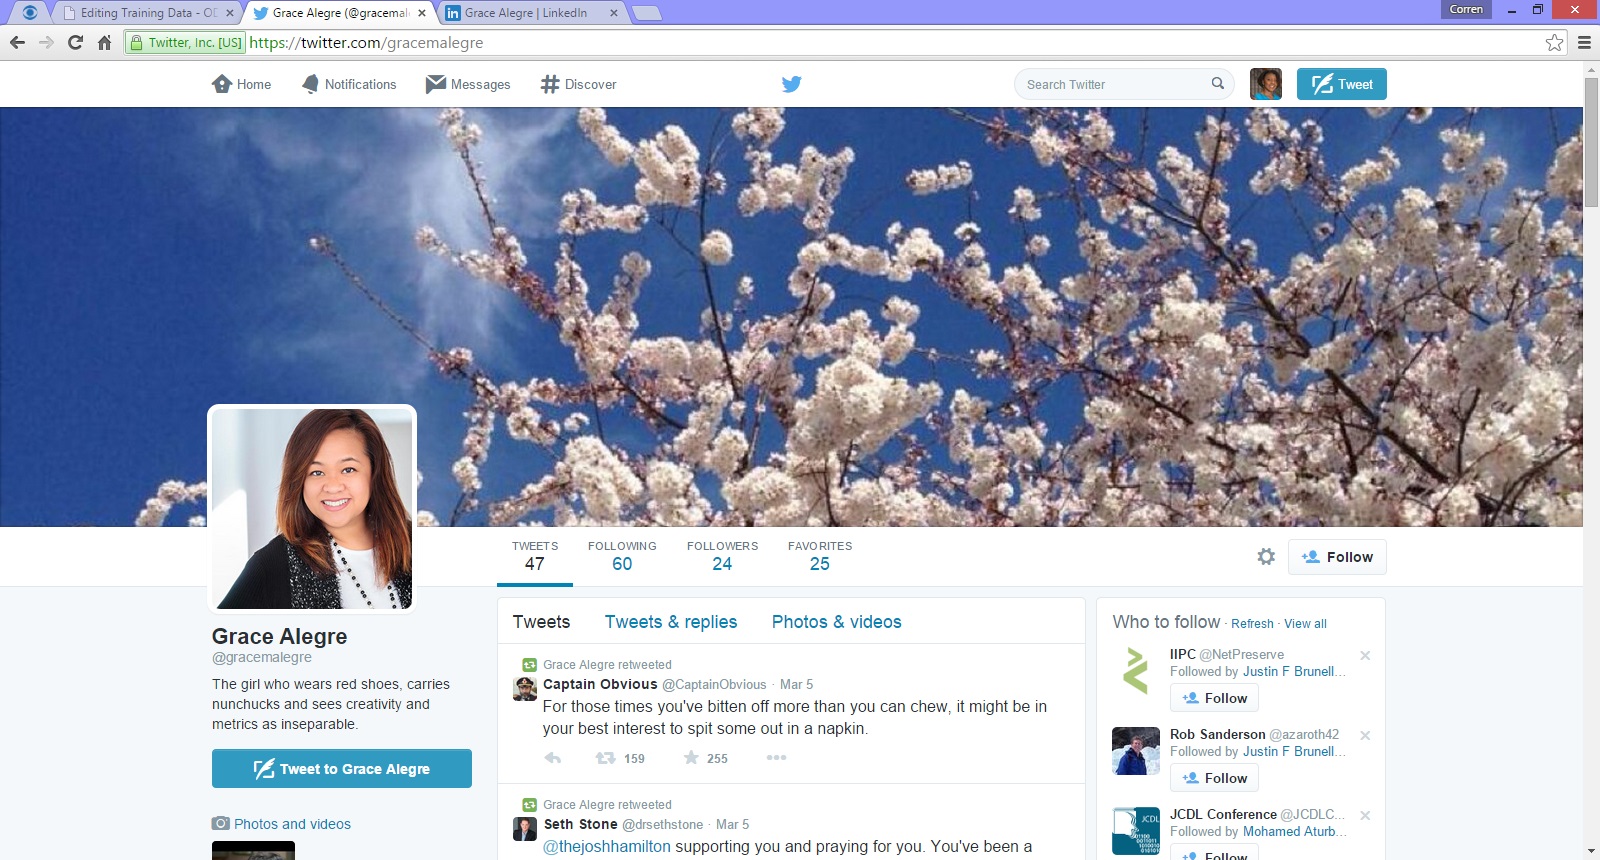 Corren
Editing Training Data - OD
Grace Alegre (@gracemal
Grace Alegre | LinkedIn
Twitter, Inc. [US]
https://twitter.com/gracemalegre
Home
Notifications
Messages
Discover
Search Twitter
Tweet
TWEETS
FOLLOWING
FOLLOWERS
FAVORITES
47
60
24
25
Follow
Grace Alegre
@gracemalegre
The girl who wears red shoes, carries
nunchucks and sees creativity and
metrics as inseparable.
Tweet to Grace Alegre
Photos and videos
Tweets
Tweets & replies
Photos & videos
Grace Alegre retweeted
Captain Obvious @CaptainObvious · Mar 5
For those times you've bitten off more than you can chew, it might be in
your best interest to spit some out in a napkin.
159
255
Grace Alegre retweeted
Seth Stone @drsethstone · Mar 5
@thejoshhamilton supporting you and praying for you. You've been a
Who to follow · Refresh · View all
IIPC @NetPreserve
Followed by Justin F Brunell...
Follow
Rob Sanderson @azaroth42
Followed by Justin F Brunell...
Follow
JCDL
JCDL Conference @JCDLC...
Followed by Mohamed Aturb...
Follow